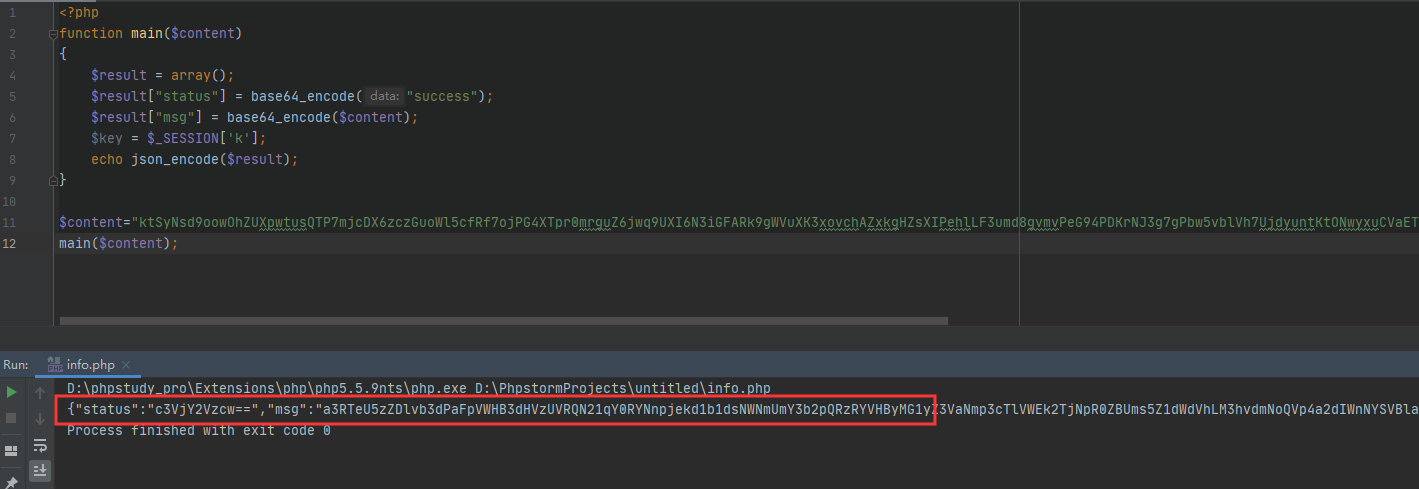 1 <?php
2 function main($content)
3 {
4 $result = array();
5 $result["status"] = base64_encode( data: "success");
6 $result["msg"] = base64_encode($content);
7 $key = $_SESSION['k'];
8 echo json_encode($result);
9 }
10
11 $content="ktSyNsd9oowOhZUXpwtusQTP7mjcDX6zczGuoWl5cfRf7ojPG4XTpr0mrguZ6jwq9UXI6N3iGFARk9gWVuXK3xovchAZxkgHZsXIPehlLF3umd8gvmyPeG94PDKrNJ3g7gPbw5vblVh7UjdyuntKtONwyxuCVaET
12 main($content);
Run: info.php ×
D:\phpstudy_pro\Extensions\php\php5.5.9nts\php.exe D:\PhpstormProjects\untitled\info.php
{"status":"c3VjY2Vzcw==","msg":"a3RTeU5zZDlvb3dPaFpVWHB3dHVzUVRQN21qY0RYNnpjekd1b1dsNWNmUmY3b2pQRzRYVHByMG1yZ3VaNmp3cTlVWEk2TjNpR0ZBUms5Z1dWdVhLM3hvdmNoQVp4a2dIWnNYSVBla
Process finished with exit code 0